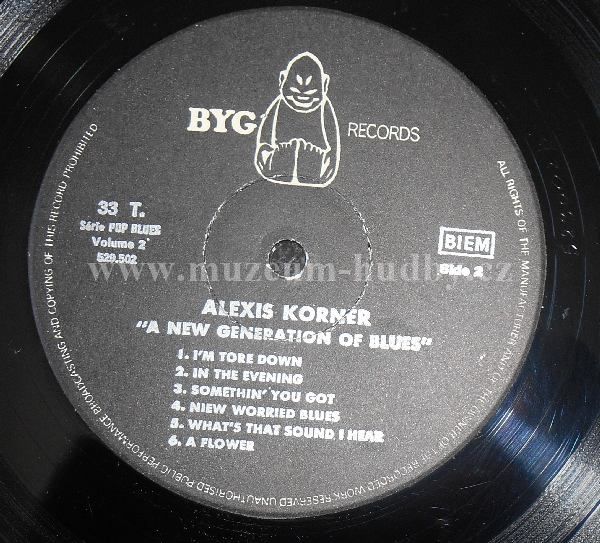 BYG RECORDS
33 T.
Série POP BLUES
Volume 2
529.502
BIEM
Side 2
www.muzeum-hudby.cz
ALEXIS KORNER
"A NEW GENERATION OF BLUES"
1. I'M TORE DOWN
2. IN THE EVENING
3. SOMETHIN' YOU GOT
4. NIEW WORRIED BLUES
5. WHAT'S THAT SOUND I HEAR
6. A FLOWER
ALL RIGHTS OF THE MANUFACTURER AND OF THE OWNER OF THE RECORDED WORK RESERVED UNAUTHORISED PUBLIC PERFORMANCE BROADCASTING AND COPYING OF THIS RECORD PROHIBITED